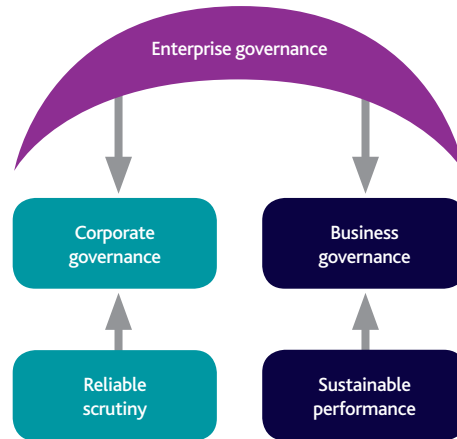 Enterprise governance
Corporate
governance
Business
governance
Reliable
scrutiny
Sustainable
performance